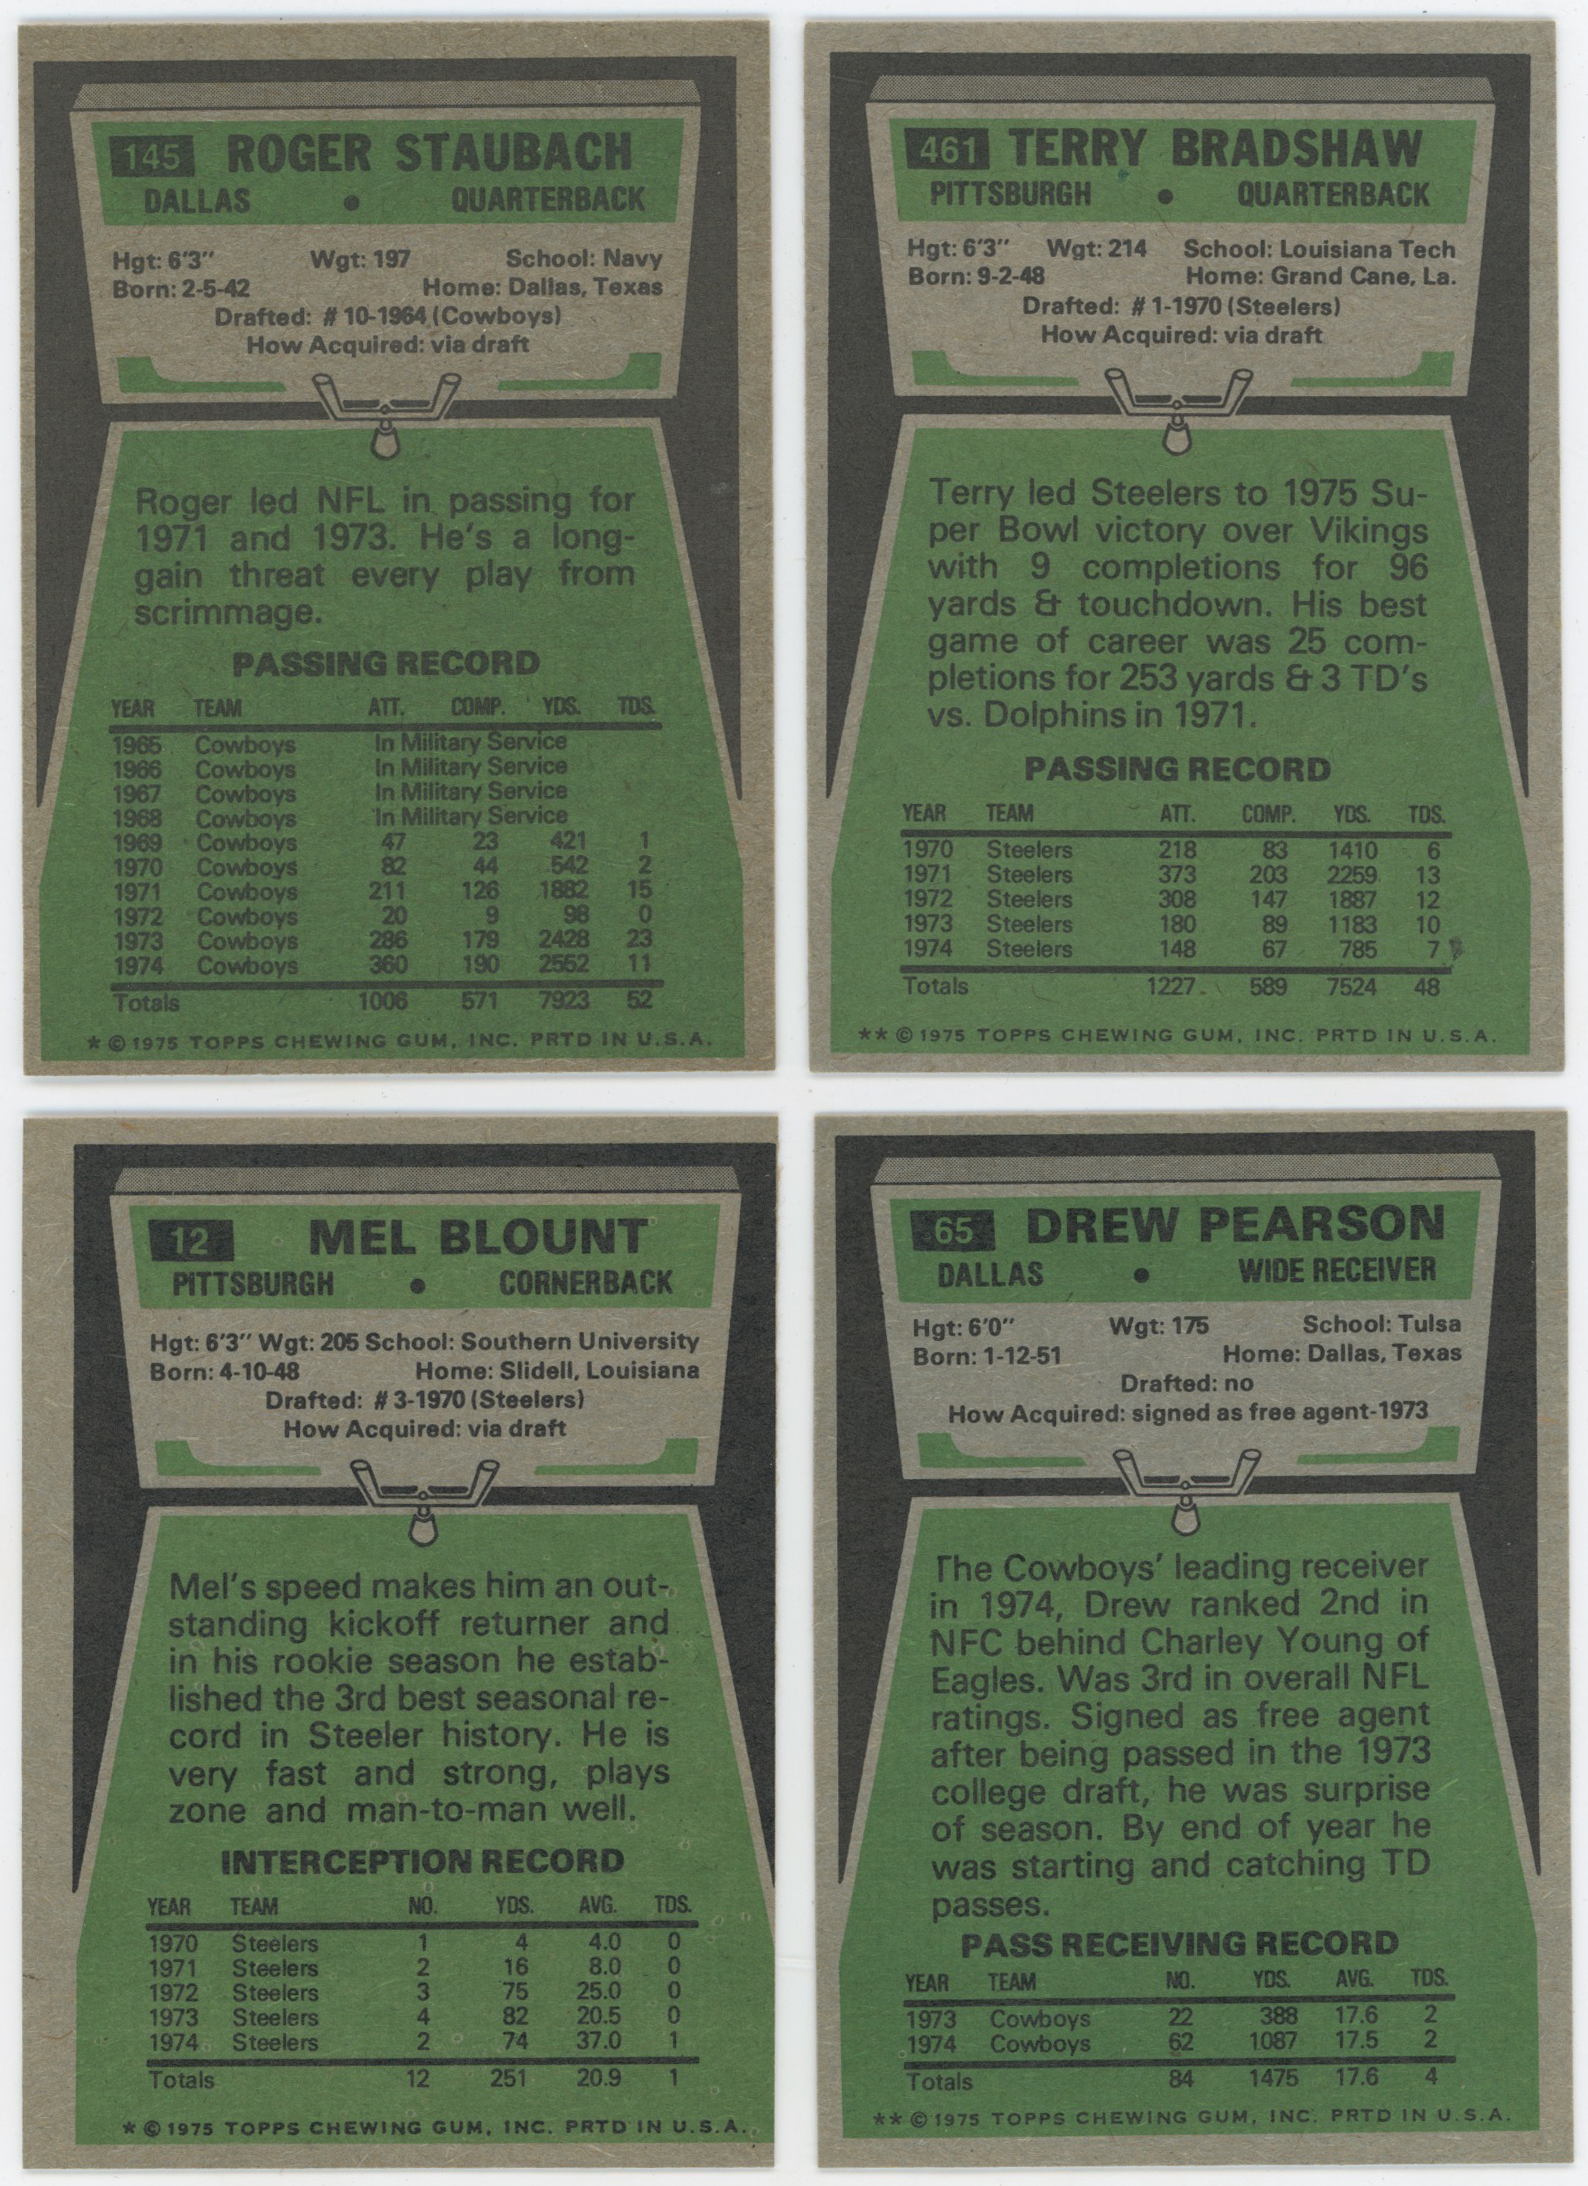 145 ROGER STAUBACH
DALLAS • QUARTERBACK
Hgt: 6'3" Wgt: 197 School: Navy
Born: 2-5-42 Home: Dallas, Texas
Drafted: # 10-1964 (Cowboys)
How Acquired: via draft
Roger led NFL in passing for
1971 and 1973. He's a long-
gain threat every play from
scrimmage.
PASSING RECORD
YEAR TEAM ATT. COMP. YDS. TDS.
1965 Cowboys In Military Service
1966 Cowboys In Military Service
1967 Cowboys In Military Service
1968 Cowboys In Military Service
1969 Cowboys 47 23 421 1
1970 Cowboys 82 44 542 2
1971 Cowboys 211 126 1882 15
1972 Cowboys 20 9 98 0
1973 Cowboys 286 179 2428 23
1974 Cowboys 360 190 2552 11
Totals 1006 571 7923 52
* © 1975 TOPPS CHEWING GUM, INC. PRTD IN U.S.A.
461 TERRY BRADSHAW
PITTSBURGH • QUARTERBACK
Hgt: 6'3" Wgt: 214 School: Louisiana Tech
Born: 9-2-48 Home: Grand Cane, La.
Drafted: # 1-1970 (Steelers)
How Acquired: via draft
Terry led Steelers to 1975 Su-
per Bowl victory over Vikings
with 9 completions for 96
yards & touchdown. His best
game of career was 25 com-
pletions for 253 yards & 3 TD's
vs. Dolphins in 1971.
PASSING RECORD
YEAR TEAM ATT. COMP. YDS. TDS.
1970 Steelers 218 83 1410 6
1971 Steelers 373 203 2259 13
1972 Steelers 308 147 1887 12
1973 Steelers 180 89 1183 10
1974 Steelers 148 67 785 7
Totals 1227 589 7524 48
** © 1975 TOPPS CHEWING GUM, INC. PRTD IN U.S.A.
12 MEL BLOUNT
PITTSBURGH • CORNERBACK
Hgt: 6'3" Wgt: 205 School: Southern University
Born: 4-10-48 Home: Slidell, Louisiana
Drafted: # 3-1970 (Steelers)
How Acquired: via draft
Mel's speed makes him an out-
standing kickoff returner and
in his rookie season he estab-
lished the 3rd best seasonal re-
cord in Steeler history. He is
very fast and strong, plays
zone and man-to-man well.
INTERCEPTION RECORD
YEAR TEAM NO. YDS. AVG. TDS.
1970 Steelers 1 4 4.0 0
1971 Steelers 2 16 8.0 0
1972 Steelers 3 75 25.0 0
1973 Steelers 4 82 20.5 0
1974 Steelers 2 74 37.0 1
Totals 12 251 20.9 1
* © 1975 TOPPS CHEWING GUM, INC. PRTD IN U.S.A.
65 DREW PEARSON
DALLAS • WIDE RECEIVER
Hgt: 6'0" Wgt: 175 School: Tulsa
Born: 1-12-51 Home: Dallas, Texas
Drafted: no
How Acquired: signed as free agent-1973
The Cowboys' leading receiver
in 1974, Drew ranked 2nd in
NFC behind Charley Young of
Eagles. Was 3rd in overall NFL
ratings. Signed as free agent
after being passed in the 1973
college draft, he was surprise
of season. By end of year he
was starting and catching TD
passes.
PASS RECEIVING RECORD
YEAR TEAM NO. YDS. AVG. TDS.
1973 Cowboys 22 388 17.6 2
1974 Cowboys 62 1087 17.5 2
Totals 84 1475 17.6 4
** © 1975 TOPPS CHEWING GUM, INC. PRTD IN U.S.A.